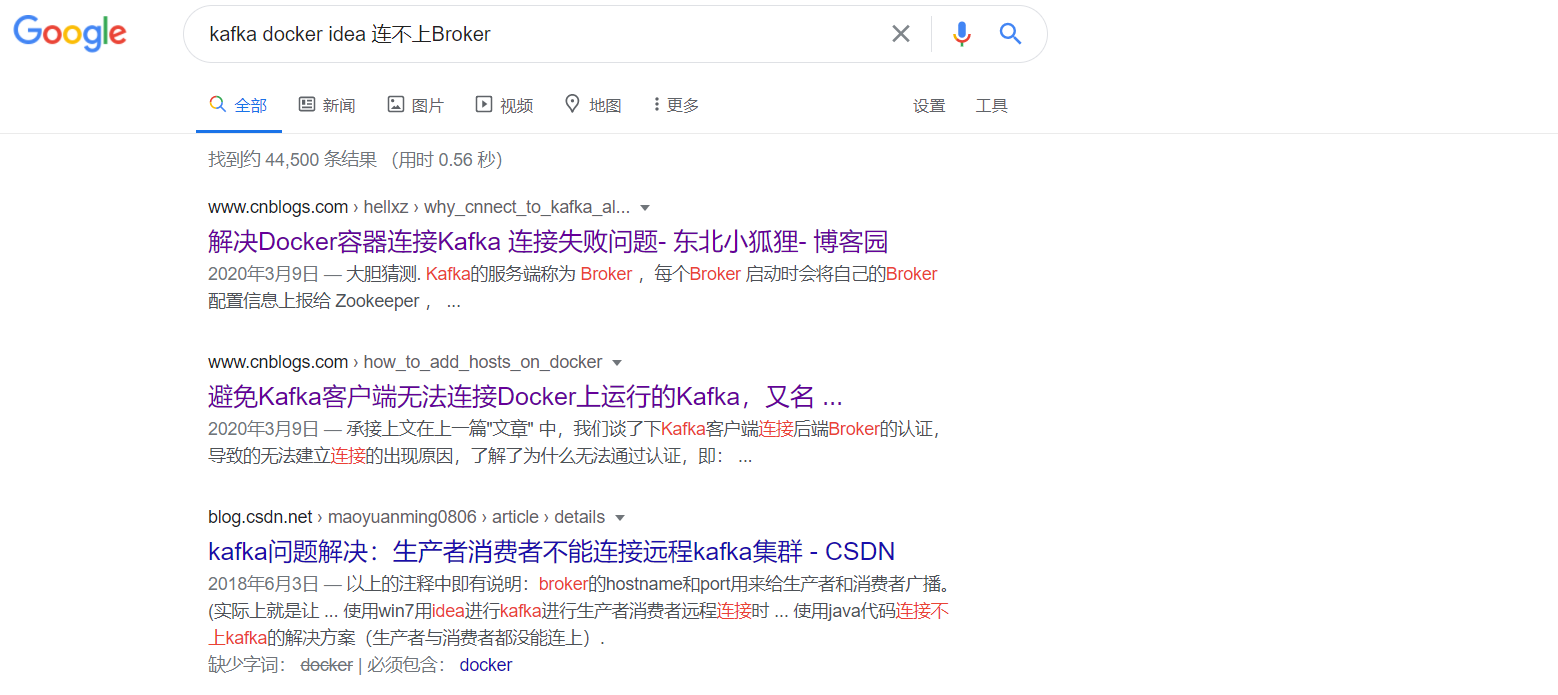 Google
kafka docker idea 连不上Broker
全部 新闻 图片 视频 地图 更多 设置 工具
找到约 44,500 条结果 （用时 0.56 秒）
www.cnblogs.com › hellxz › why_cnnect_to_kafka_al...
解决Docker容器连接Kafka 连接失败问题- 东北小狐狸- 博客园
2020年3月9日 — 大胆猜测. Kafka的服务端称为 Broker ，每个Broker 启动时会将自己的Broker
配置信息上报给 Zookeeper ， ...
www.cnblogs.com › how_to_add_hosts_on_docker
避免Kafka客户端无法连接Docker上运行的Kafka，又名 ...
2020年3月9日 — 承接上文在上一篇"文章" 中，我们谈了下Kafka客户端连接后端Broker的认证，
导致的无法建立连接的出现原因，了解了为什么无法通过认证，即： ...
blog.csdn.net › maoyuanming0806 › article › details
kafka问题解决：生产者消费者不能连接远程kafka集群 - CSDN
2018年6月3日 — 以上的注释中即有说明：broker的hostname和port用来给生产者和消费者广播。
(实际上就是让 ... 使用win7用idea进行kafka进行生产者消费者远程连接时 ... 使用java代码连接不
上kafka的解决方案（生产者与消费者都没能连上）.
缺少字词： docker | 必须包含： docker